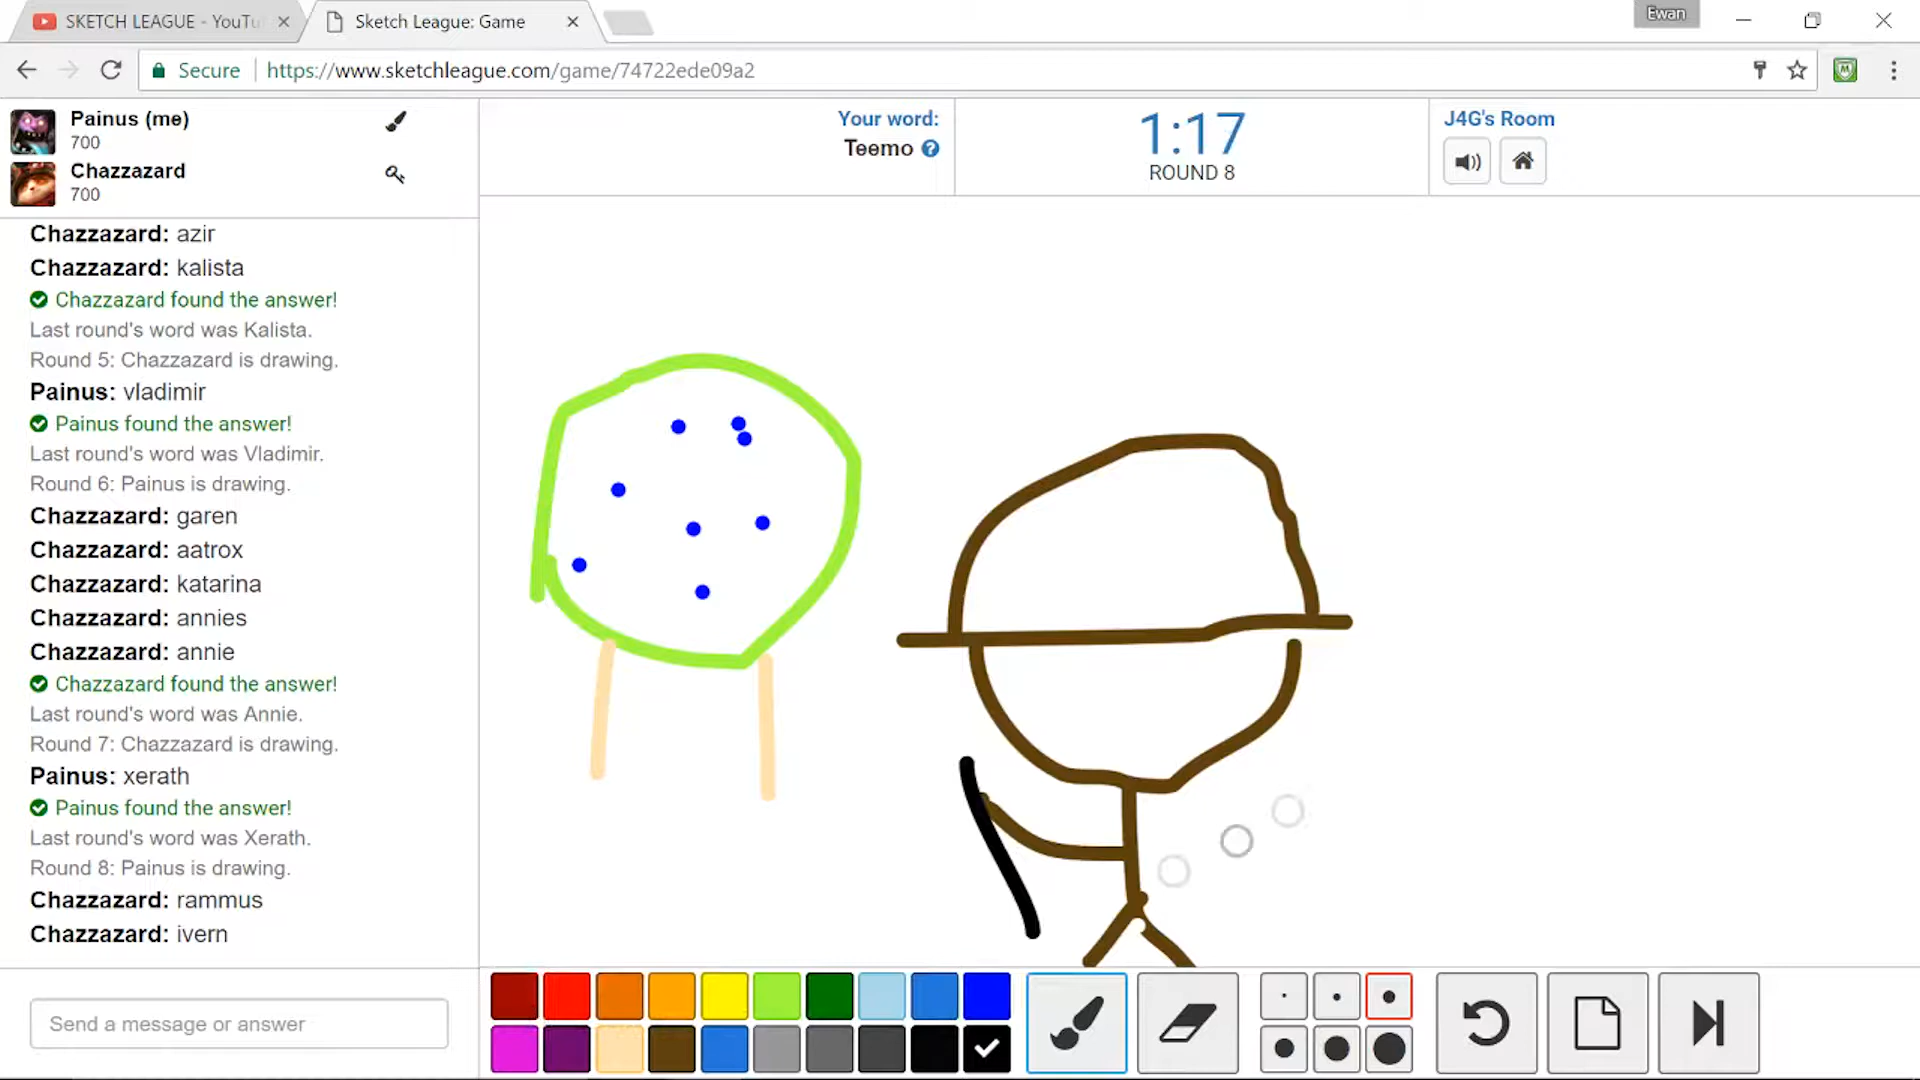 SKETCH LEAGUE - YouTu
Sketch League: Game
Ewan
Secure
https://www.sketchleague.com/game/74722ede09a2
Painus (me)
700
Chazzazard
700
Your word:
Teemo
1:17
ROUND 8
J4G's Room
Chazzazard: azir
Chazzazard: kalista
Chazzazard found the answer!
Last round's word was Kalista.
Round 5: Chazzazard is drawing.
Painus: vladimir
Painus found the answer!
Last round's word was Vladimir.
Round 6: Painus is drawing.
Chazzazard: garen
Chazzazard: aatrox
Chazzazard: katarina
Chazzazard: annies
Chazzazard: annie
Chazzazard found the answer!
Last round's word was Annie.
Round 7: Chazzazard is drawing.
Painus: xerath
Painus found the answer!
Last round's word was Xerath.
Round 8: Painus is drawing.
Chazzazard: rammus
Chazzazard: ivern
Send a message or answer